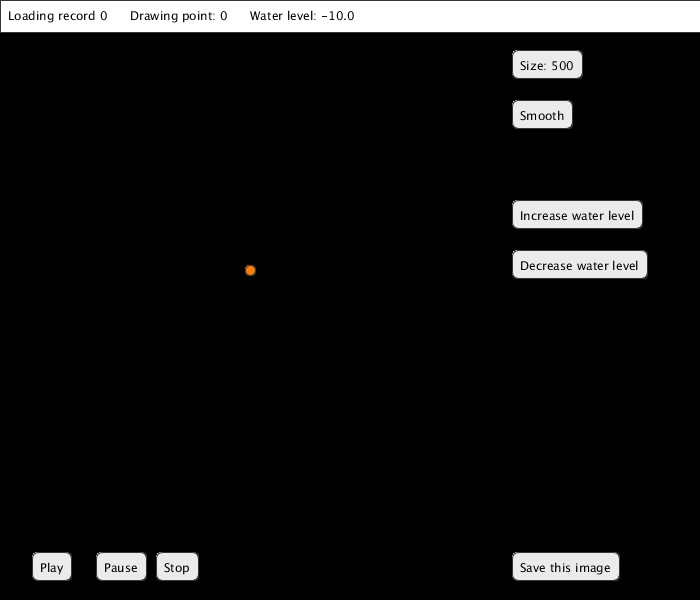 Loading record 0 Drawing point: 0 Water level: -10.0
Size: 500
Smooth
Increase water level
Decrease water level
Play Pause Stop Save this image